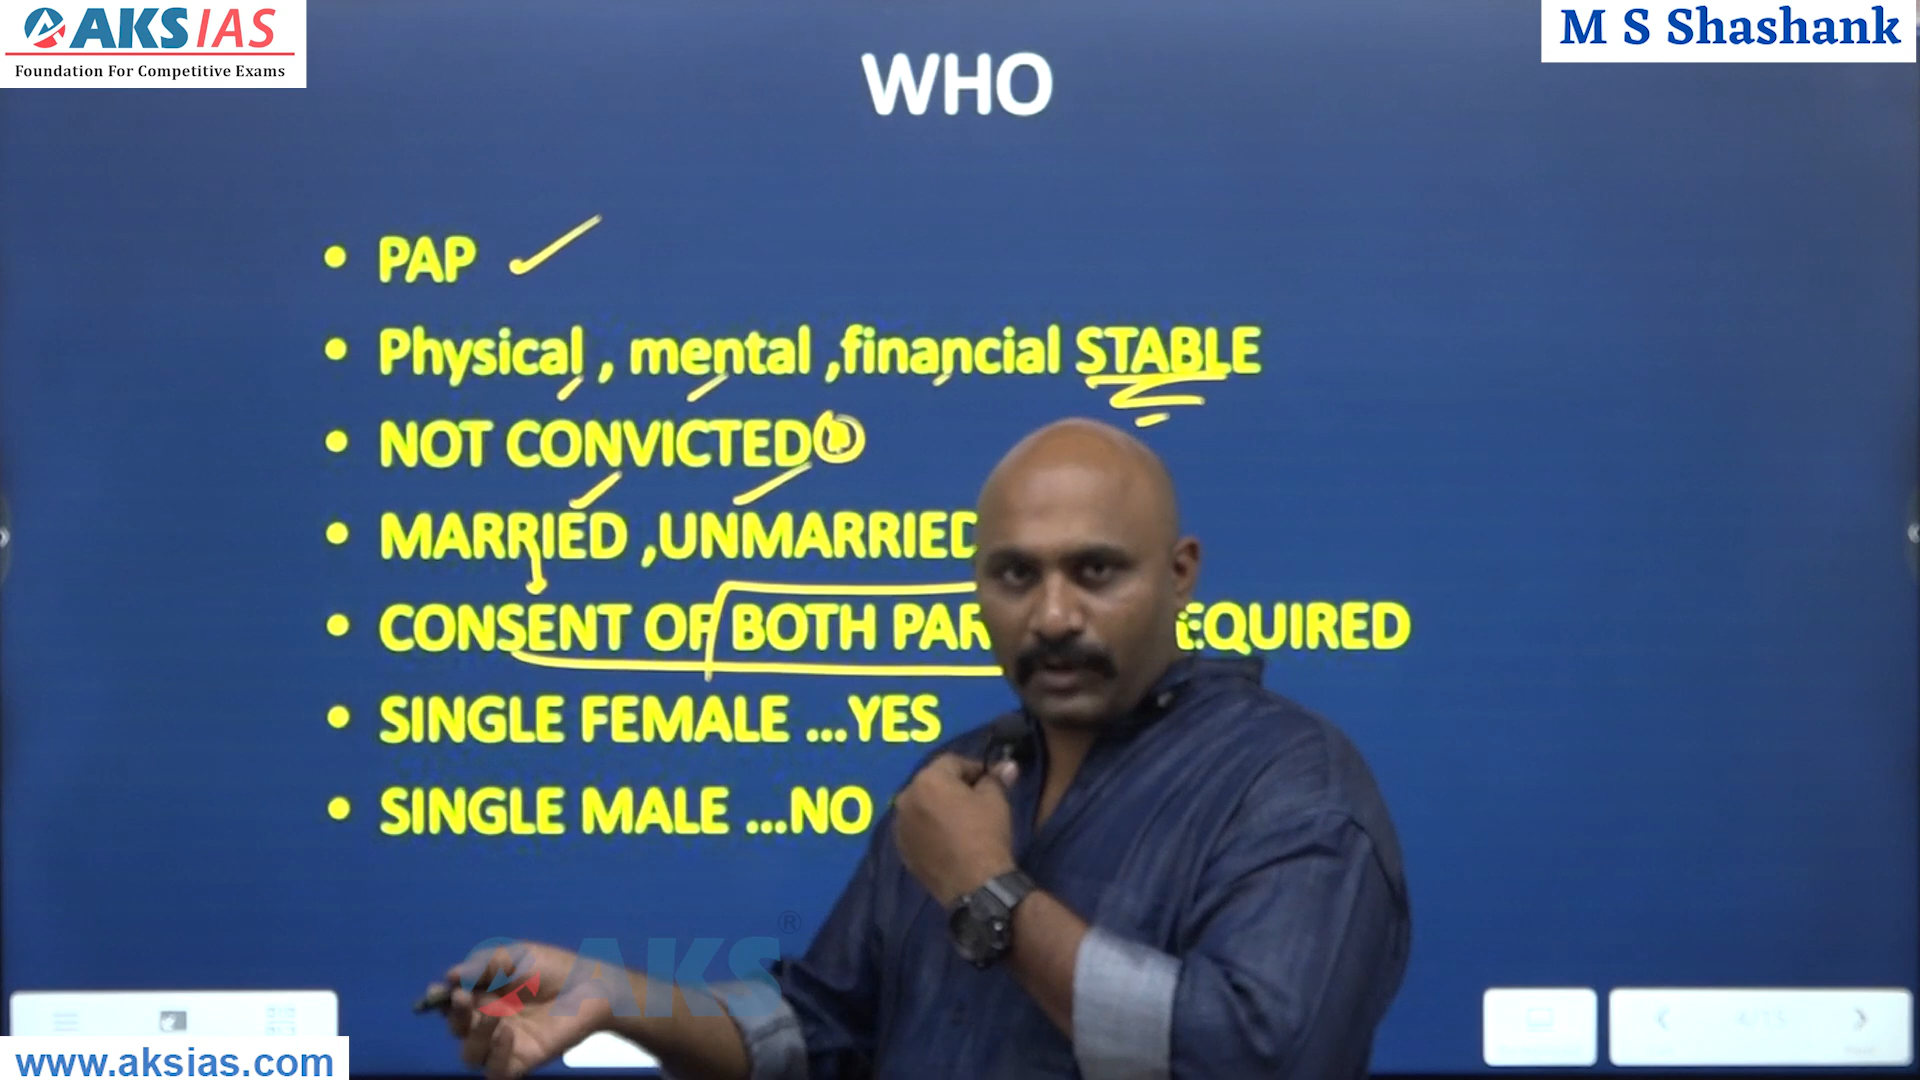 AKS IAS
Foundation For Competitive Exams
M S Shashank
WHO
• PAP
• Physical , mental ,financial STABLE
• NOT CONVICTED
• MARRIED ,UNMARRIED
• CONSENT OF BOTH PAR EQUIRED
• SINGLE FEMALE ...YES
• SINGLE MALE ...NO
AKS®
www.aksias.com